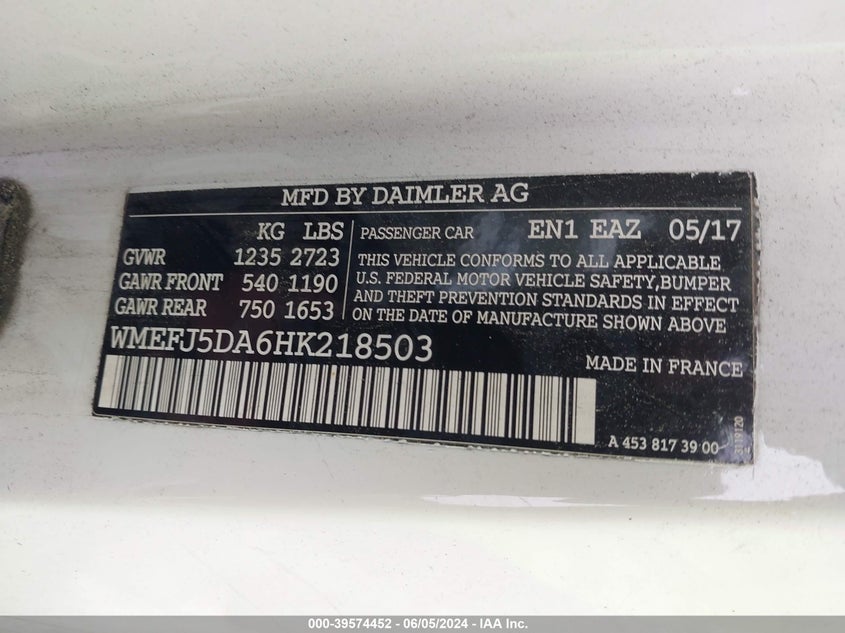 MFD BY DAIMLER AG
KG LBS
GVWR 1235 2723
GAWR FRONT 540 1190
GAWR REAR 750 1653
PASSENGER CAR EN1 EAZ 05/17
THIS VEHICLE CONFORMS TO ALL APPLICABLE
U.S. FEDERAL MOTOR VEHICLE SAFETY,BUMPER
AND THEFT PREVENTION STANDARDS IN EFFECT
ON THE DATE OF MANUFACTURE SHOWN ABOVE
WMEFJ5DA6HK218503
MADE IN FRANCE
A 453 817 39 00
000-39574452 - 06/05/2024 - IAA Inc.